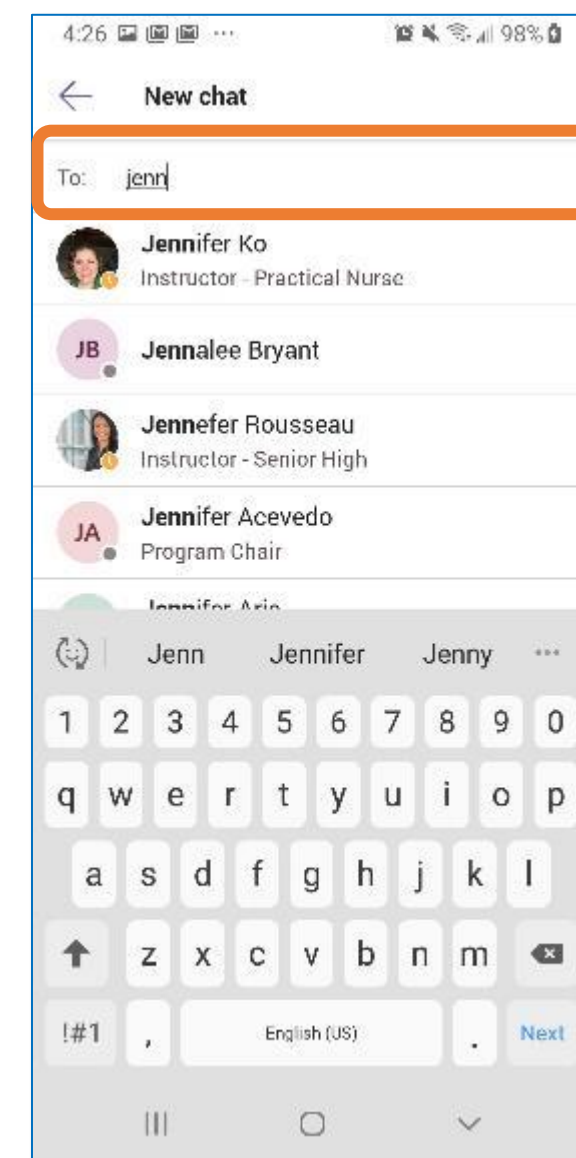 4:26 ... 98%
New chat
To: jenn
Jennifer Ko
Instructor - Practical Nurse
JB Jennalee Bryant
Jennefer Rousseau
Instructor - Senior High
JA Jennifer Acevedo
Program Chair
Jennifer Ario
Jenn Jennifer Jenny ...
1 2 3 4 5 6 7 8 9 0
q w e r t y u i o p
a s d f g h j k l
z x c v b n m
!#1 , English (US) . Next